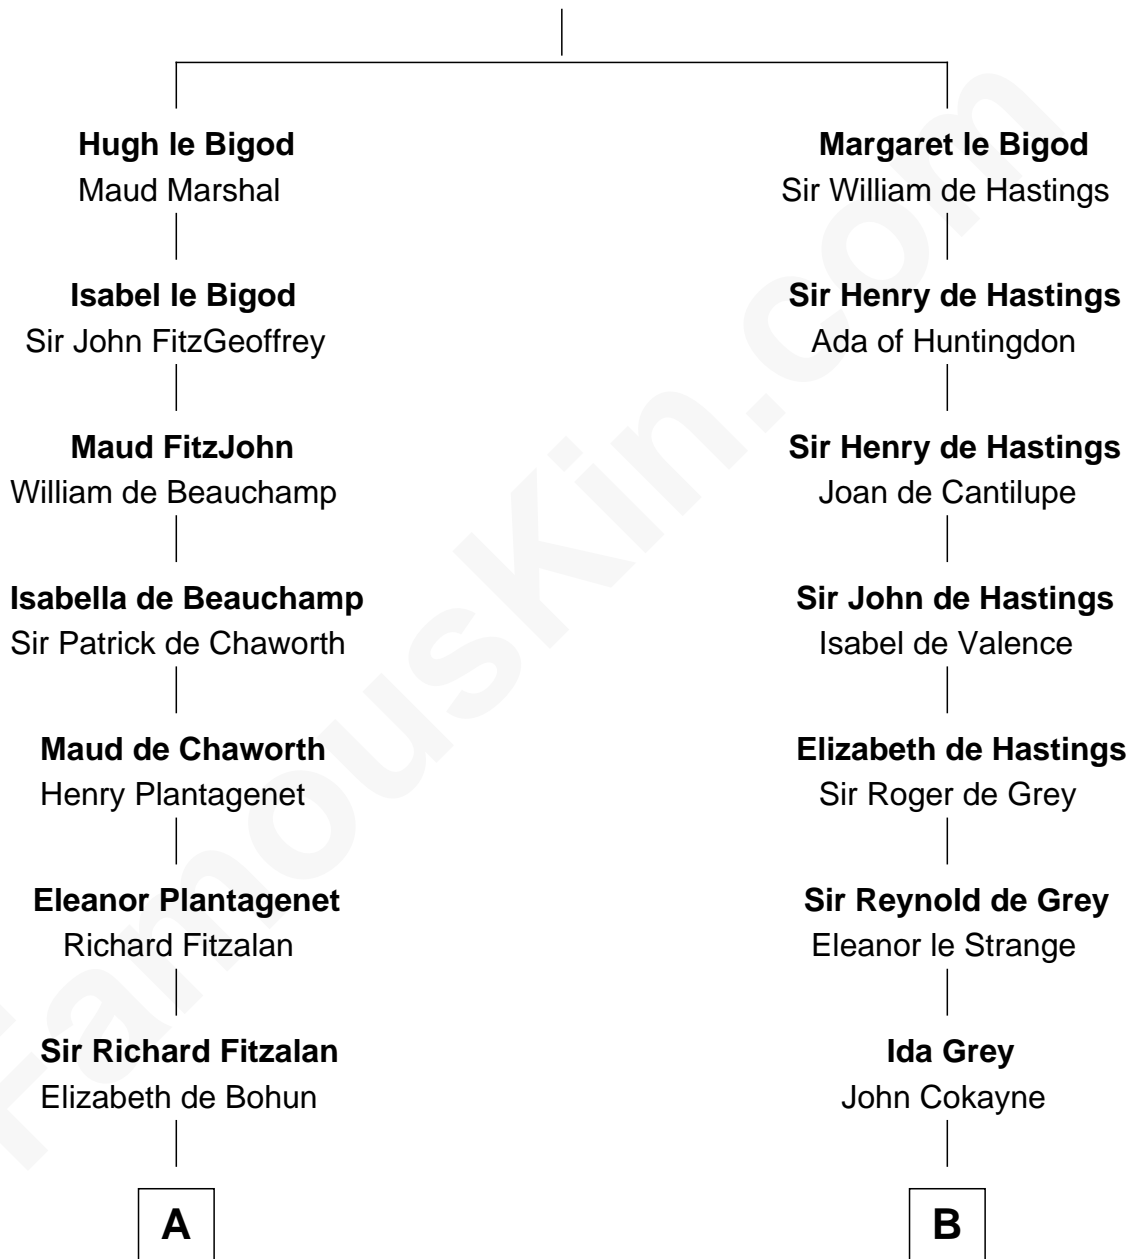 Hugh le Bigod
Maud Marshal
Isabel le Bigod
Sir John FitzGeoffrey
Maud FitzJohn
William de Beauchamp
Isabella de Beauchamp
Sir Patrick de Chaworth
Maud de Chaworth
Henry Plantagenet
Eleanor Plantagenet
Richard Fitzalan
Sir Richard Fitzalan
Elizabeth de Bohun
A
Margaret le Bigod
Sir William de Hastings
Sir Henry de Hastings
Ada of Huntingdon
Sir Henry de Hastings
Joan de Cantilupe
Sir John de Hastings
Isabel de Valence
Elizabeth de Hastings
Sir Roger de Grey
Sir Reynold de Grey
Eleanor le Strange
Ida Grey
John Cokayne
B
FamousKin.com